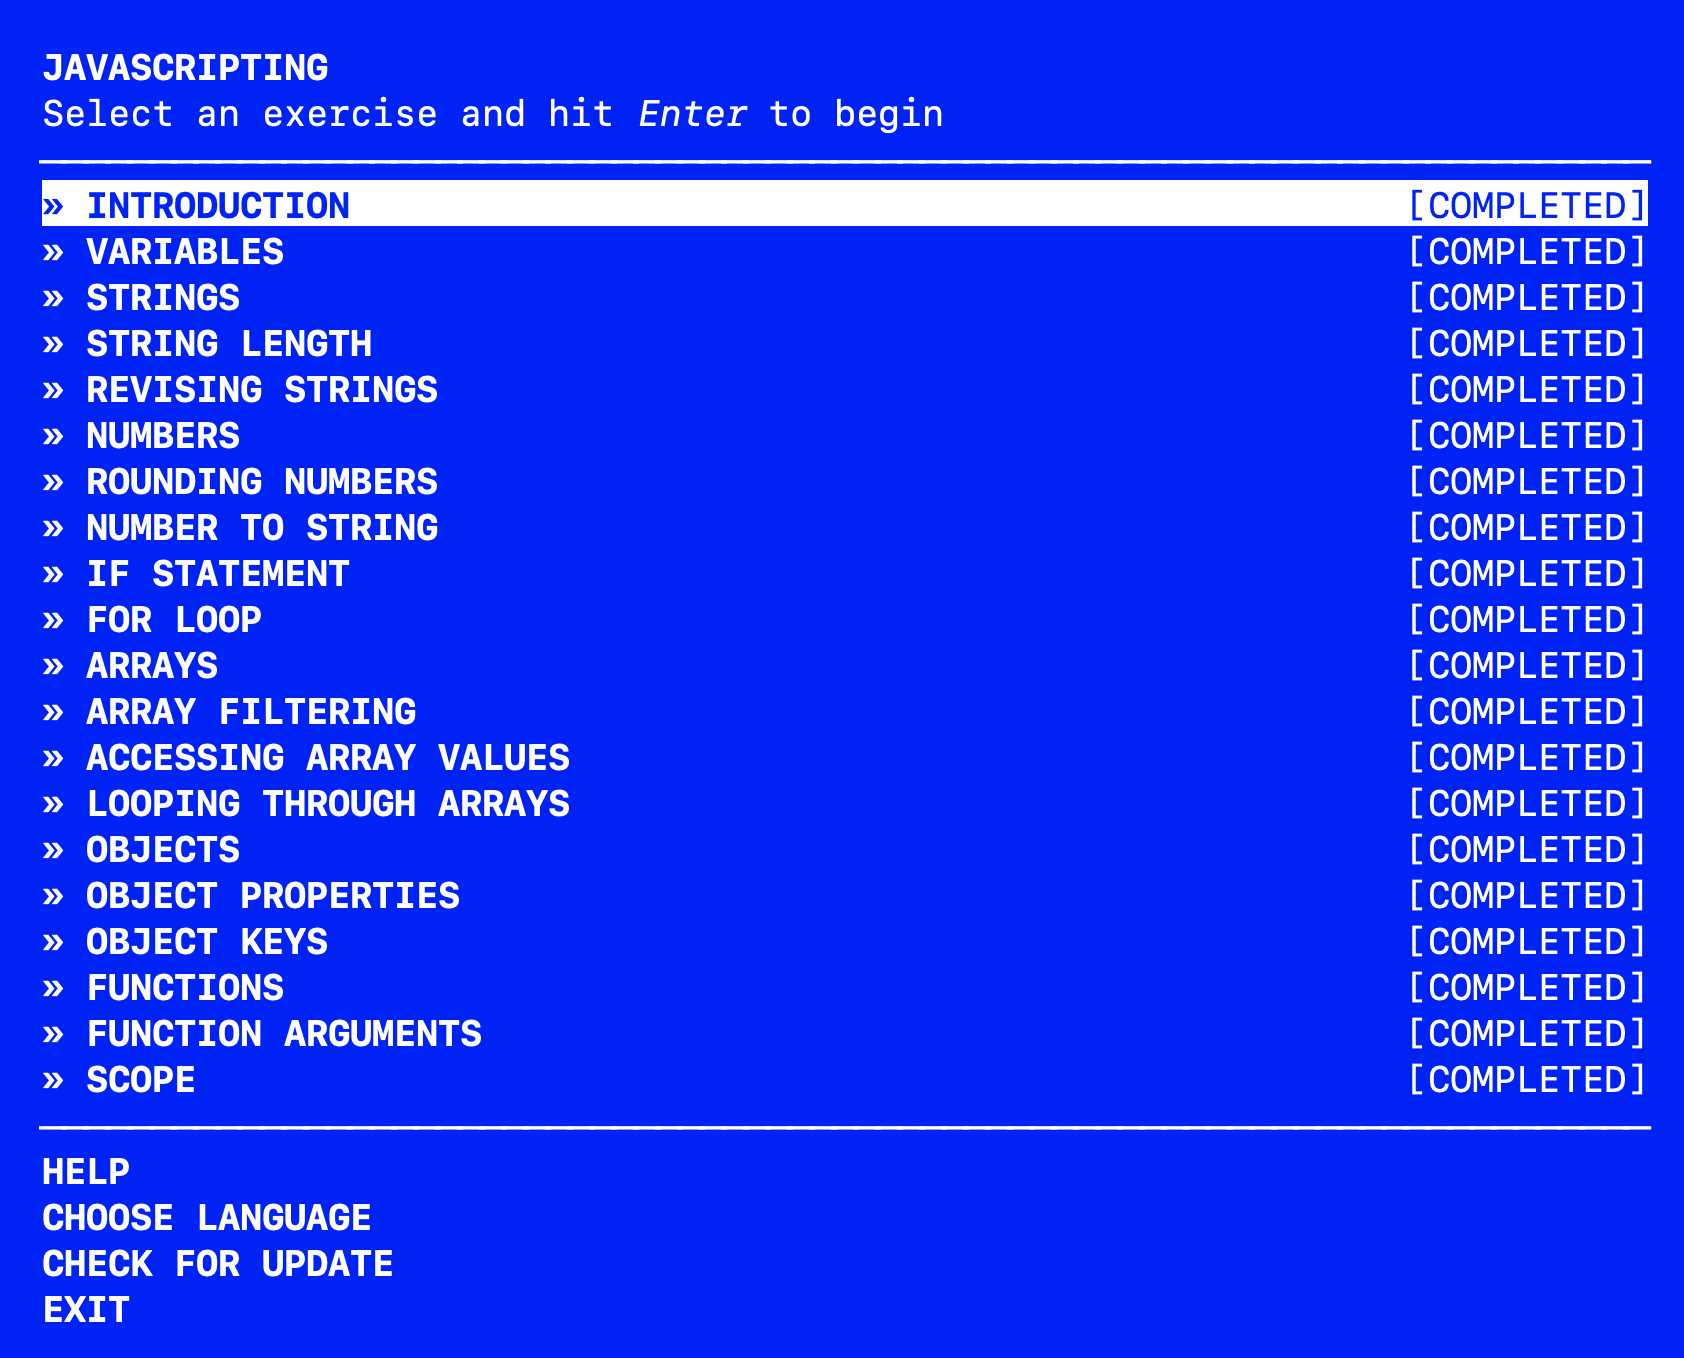 JAVASCRIPTING
Select an exercise and hit Enter to begin
» INTRODUCTION [COMPLETED]
» VARIABLES [COMPLETED]
» STRINGS [COMPLETED]
» STRING LENGTH [COMPLETED]
» REVISING STRINGS [COMPLETED]
» NUMBERS [COMPLETED]
» ROUNDING NUMBERS [COMPLETED]
» NUMBER TO STRING [COMPLETED]
» IF STATEMENT [COMPLETED]
» FOR LOOP [COMPLETED]
» ARRAYS [COMPLETED]
» ARRAY FILTERING [COMPLETED]
» ACCESSING ARRAY VALUES [COMPLETED]
» LOOPING THROUGH ARRAYS [COMPLETED]
» OBJECTS [COMPLETED]
» OBJECT PROPERTIES [COMPLETED]
» OBJECT KEYS [COMPLETED]
» FUNCTIONS [COMPLETED]
» FUNCTION ARGUMENTS [COMPLETED]
» SCOPE [COMPLETED]
HELP
CHOOSE LANGUAGE
CHECK FOR UPDATE
EXIT